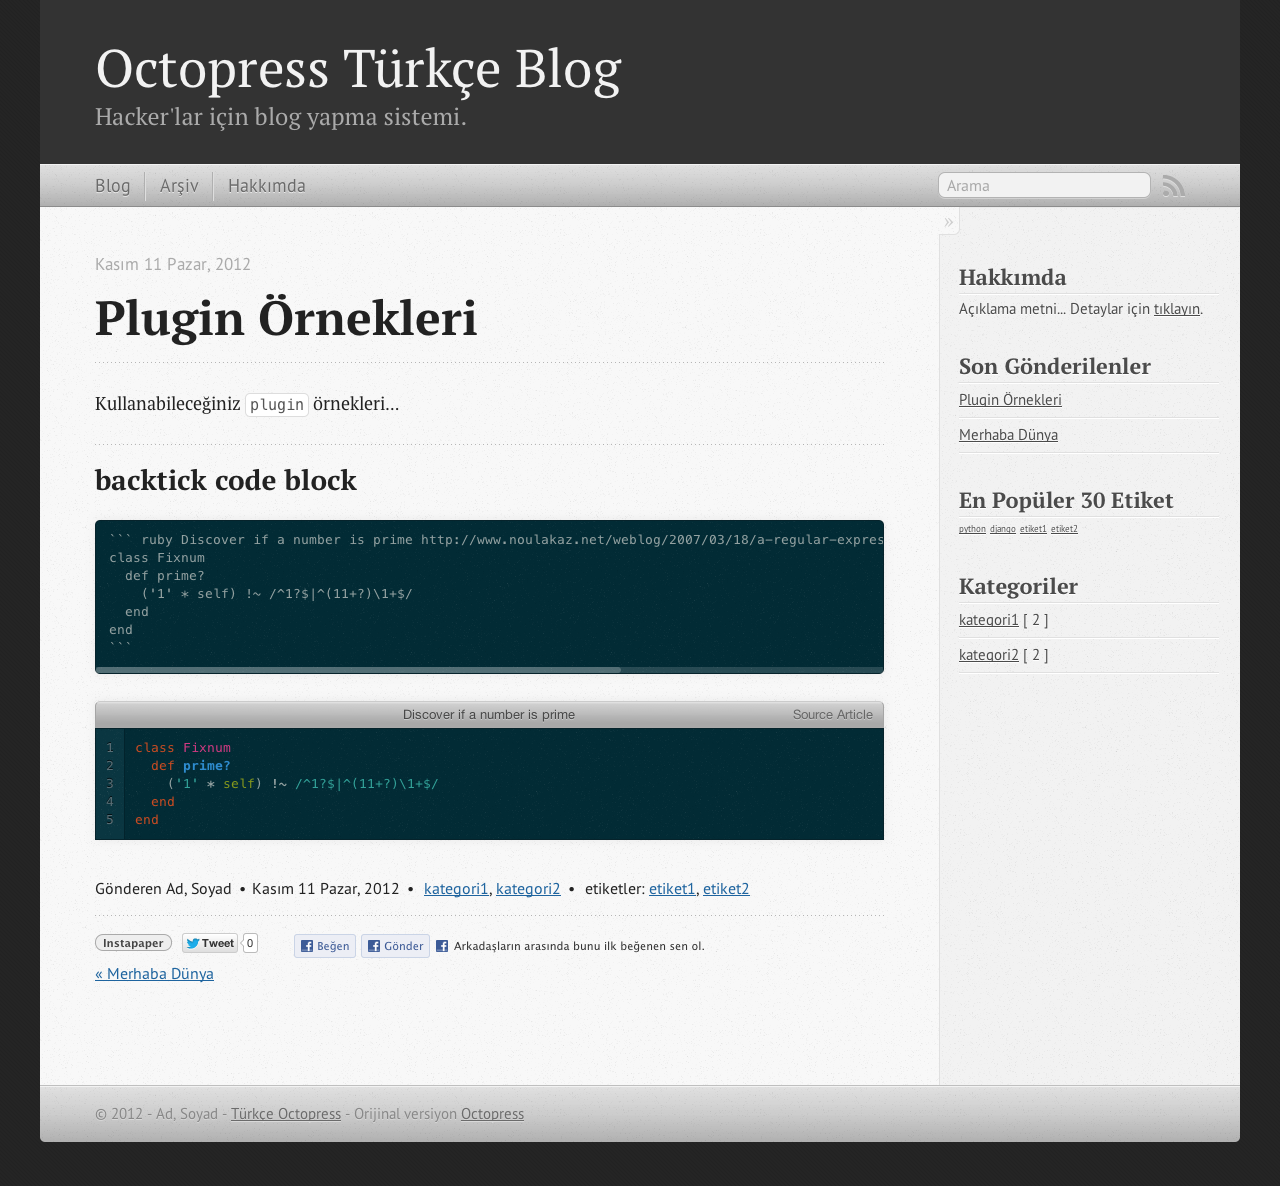 Octopress Türkçe Blog
Hacker'lar için blog yapma sistemi.
Blog
Arşiv
Hakkımda
Arama
»
Kasım 11 Pazar, 2012
Plugin Örnekleri
Kullanabileceğiniz plugin örnekleri…
backtick code block
``` ruby Discover if a number is prime http://www.noulakaz.net/weblog/2007/03/18/a-regular-expres
class Fixnum
  def prime?
    ('1' * self) !~ /^1?$|^(11+?)\1+$/
  end
end
```
Discover if a number is prime Source Article
1 class Fixnum
2   def prime?
3     ('1' * self) !~ /^1?$|^(11+?)\1+$/
4   end
5 end
Gönderen Ad, Soyad • Kasım 11 Pazar, 2012 • kategori1, kategori2 • etiketler: etiket1, etiket2
Instapaper Tweet 0 Beğen Gönder Arkadaşların arasında bunu ilk beğenen sen ol.
« Merhaba Dünya
Hakkımda
Açıklama metni... Detaylar için tıklayın.
Son Gönderilenler
Plugin Örnekleri
Merhaba Dünya
En Popüler 30 Etiket
python django etiket1 etiket2
Kategoriler
kategori1 [ 2 ]
kategori2 [ 2 ]
© 2012 - Ad, Soyad - Türkçe Octopress - Orijinal versiyon Octopress